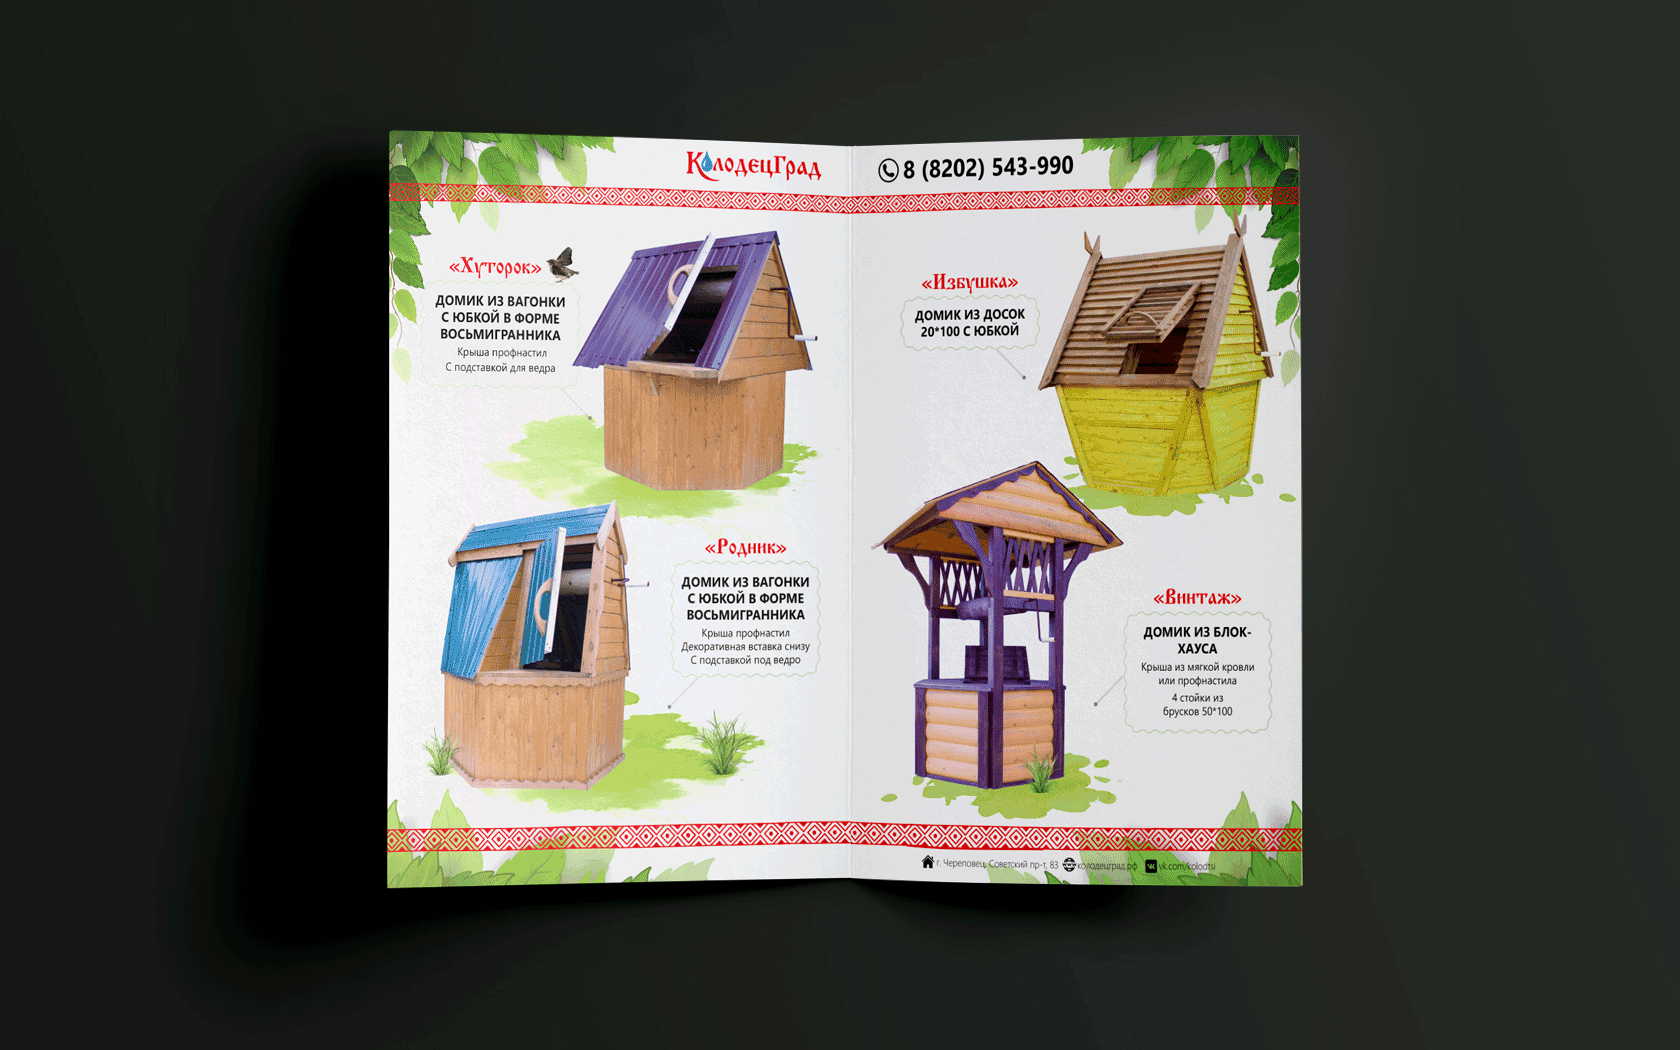 КолодецГрад
8 (8202) 543-990
«Хуторок»
ДОМИК ИЗ ВАГОНКИ
С ЮБКОЙ В ФОРМЕ
ВОСЬМИГРАННИКА
Крыша профнастил
С подставкой для ведра
«Родник»
ДОМИК ИЗ ВАГОНКИ
С ЮБКОЙ В ФОРМЕ
ВОСЬМИГРАННИКА
Крыша профнастил
Декоративная вставка снизу
С подставкой под ведро
«Избушка»
ДОМИК ИЗ ДОСОК
20*100 С ЮБКОЙ
«Винтаж»
ДОМИК ИЗ БЛОК-
ХАУСА
Крыша из мягкой кровли
или профнастила
4 стойки из
брусков 50*100
г. Череповец, Советский пр-т, 83 колодецград.рф vk.com/kolodtsi